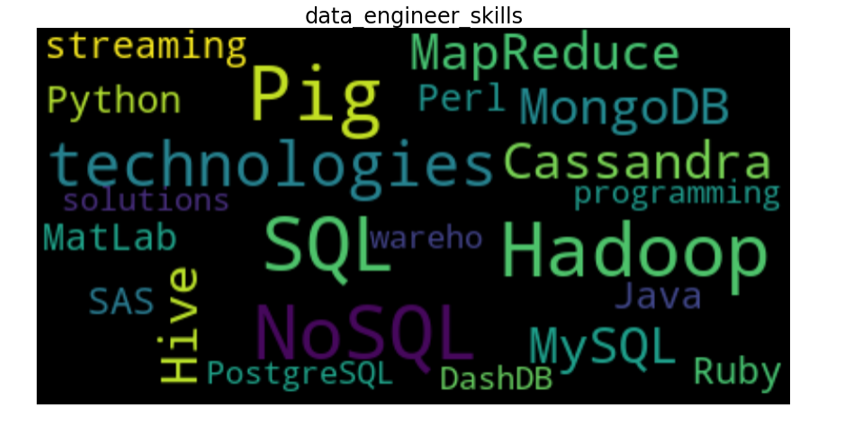 data_engineer_skills
streaming
MapReduce
Python
Pig
Perl
MongoDB
technologies
Cassandra
solutions
programming
MatLab
SQL
wareho
Hadoop
SAS
Hive
Java
NoSQL
MySQL
PostgreSQL
DashDB
Ruby